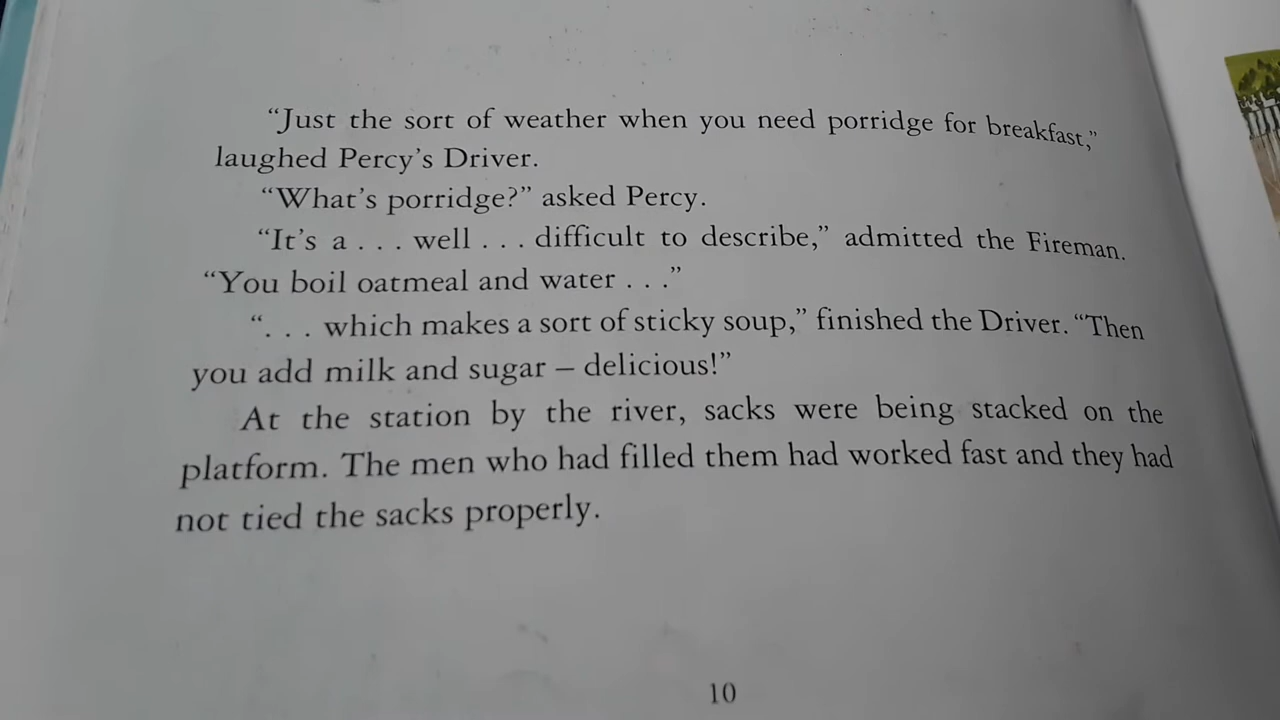 “Just the sort of weather when you need porridge for breakfast,”
laughed Percy’s Driver.
“What’s porridge?” asked Percy.
“It’s a . . . well . . . difficult to describe,” admitted the Fireman.
“You boil oatmeal and water . . .”
“. . . which makes a sort of sticky soup,” finished the Driver. “Then
you add milk and sugar – delicious!”
At the station by the river, sacks were being stacked on the
platform. The men who had filled them had worked fast and they had
not tied the sacks properly.
10